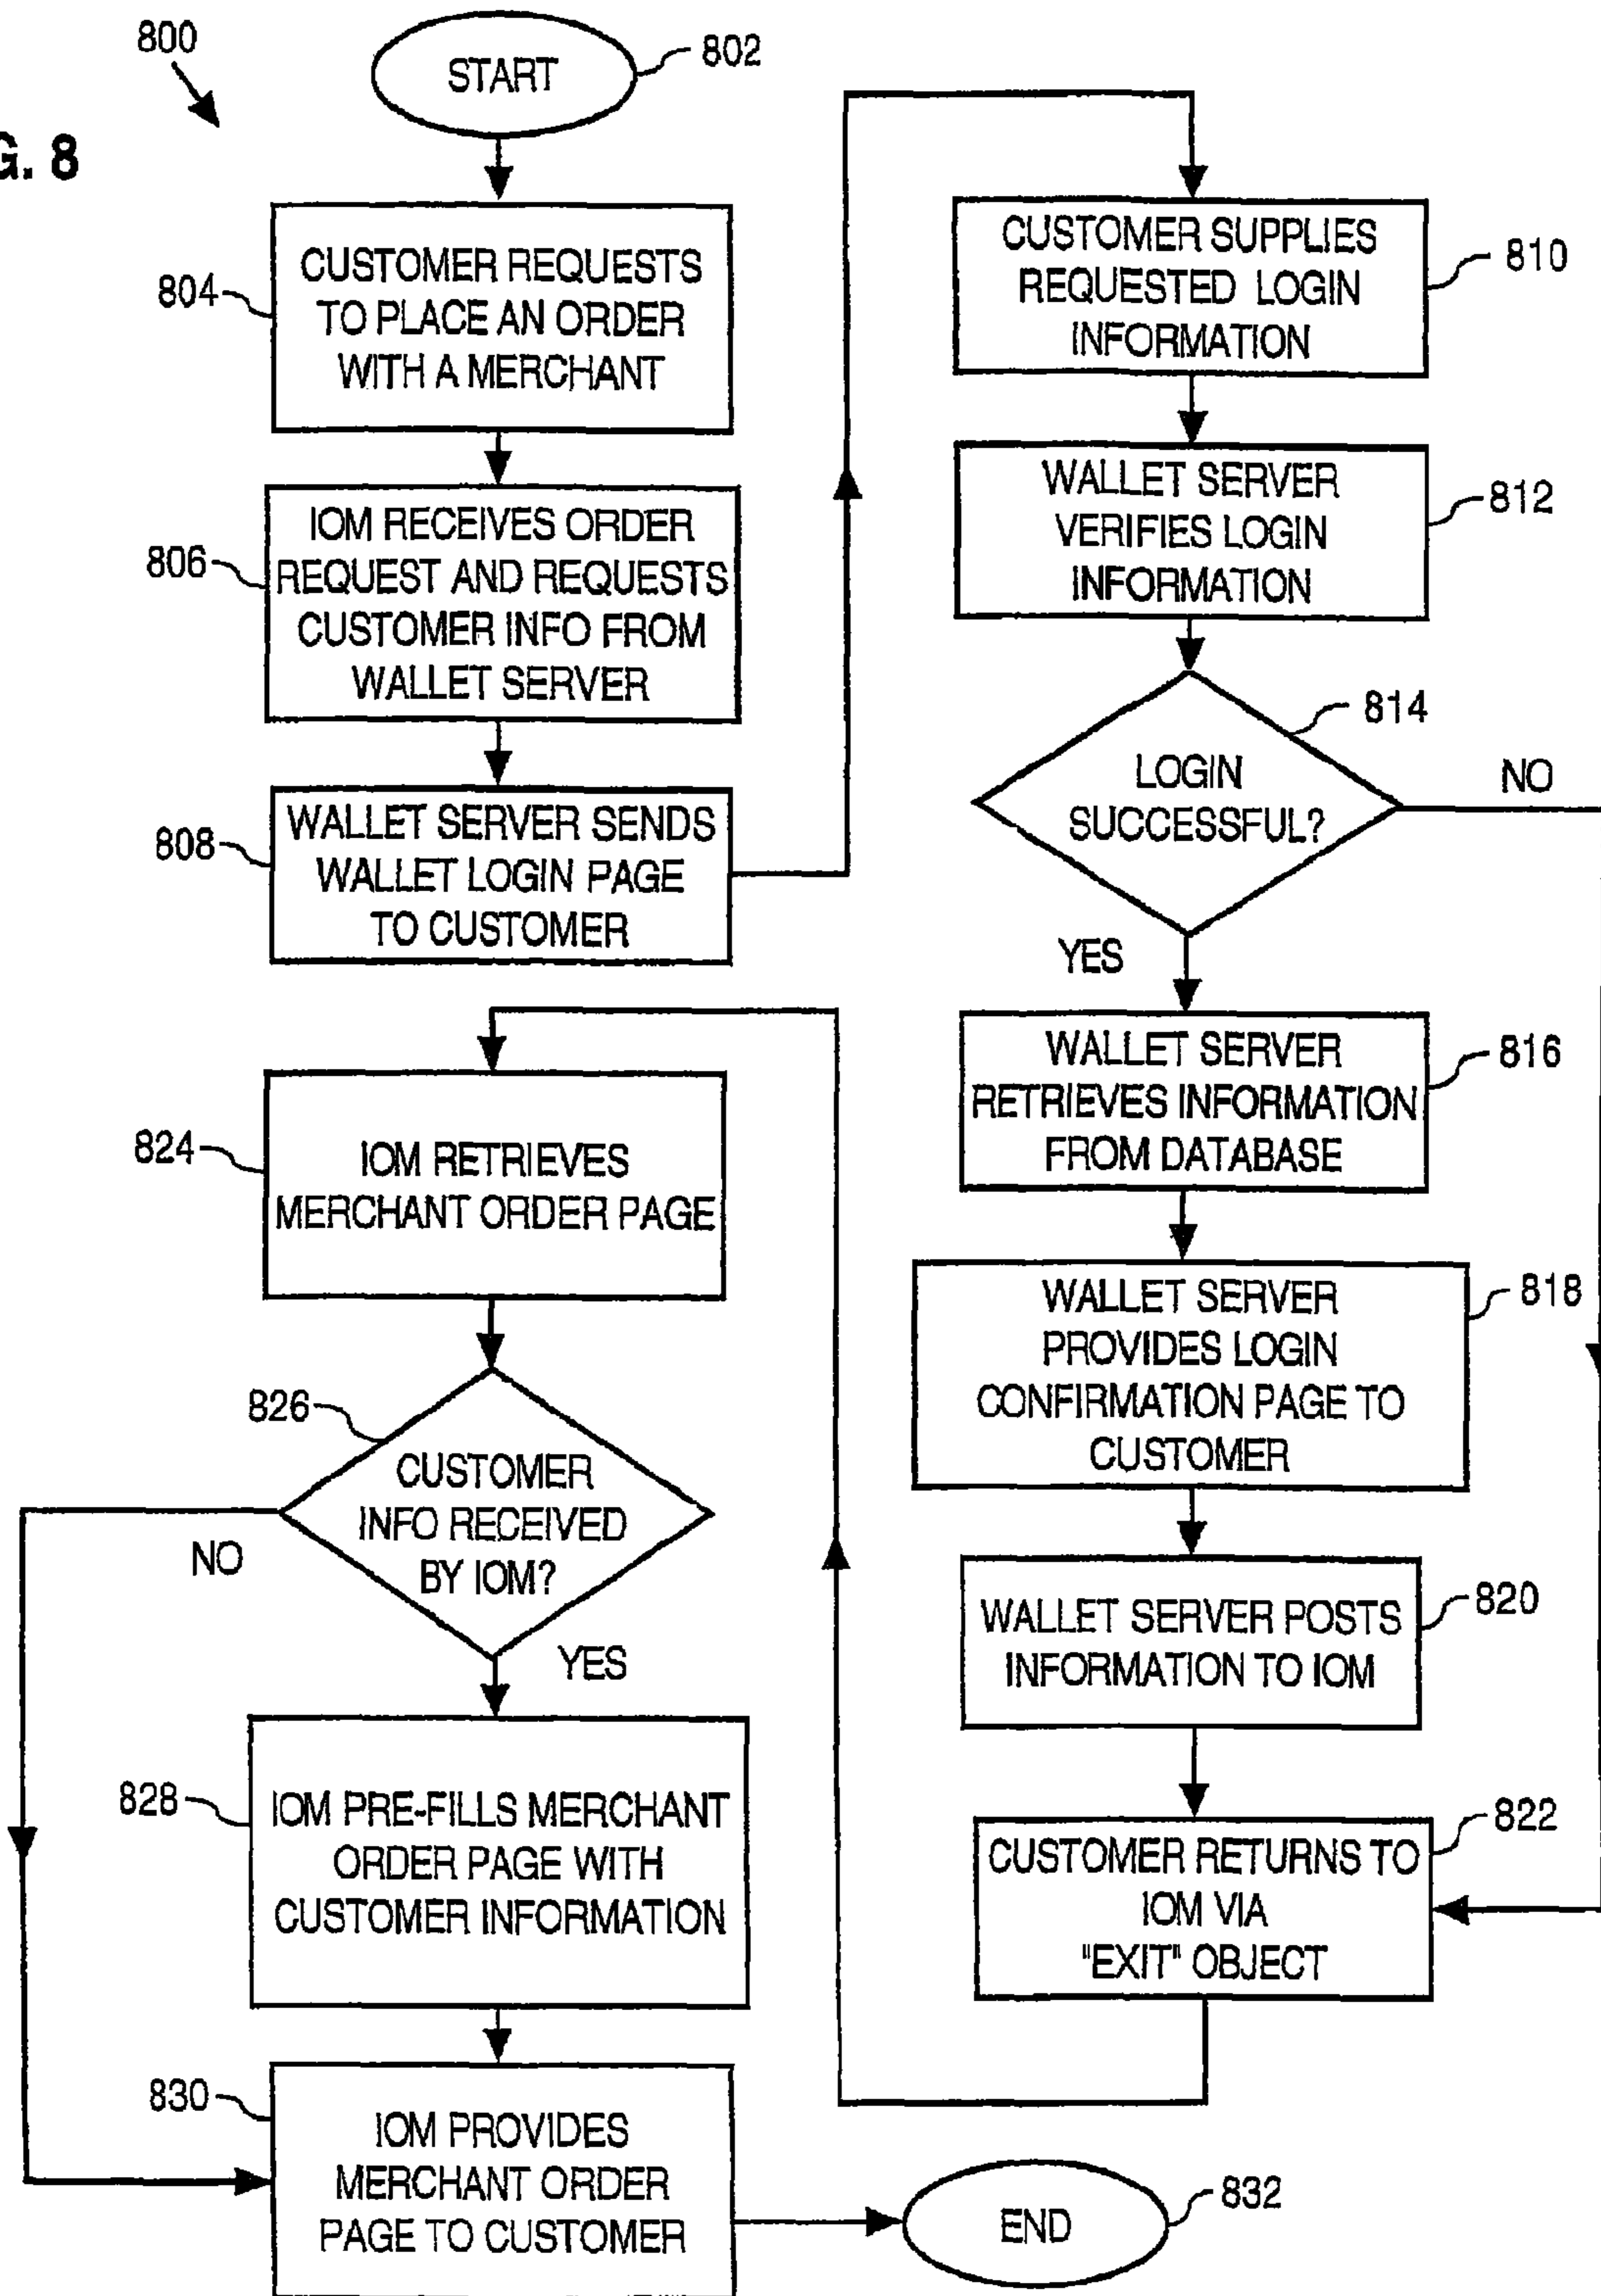 800
START
802
G. 8
CUSTOMER REQUESTS
TO PLACE AN ORDER
WITH A MERCHANT
804
IOM RECEIVES ORDER
REQUEST AND REQUESTS
CUSTOMER INFO FROM
WALLET SERVER
806
WALLET SERVER SENDS
WALLET LOGIN PAGE
TO CUSTOMER
808
CUSTOMER SUPPLIES
REQUESTED LOGIN
INFORMATION
810
WALLET SERVER
VERIFIES LOGIN
INFORMATION
812
LOGIN
SUCCESSFUL?
814
NO
YES
WALLET SERVER
RETRIEVES INFORMATION
FROM DATABASE
816
WALLET SERVER
PROVIDES LOGIN
CONFIRMATION PAGE TO
CUSTOMER
818
WALLET SERVER POSTS
INFORMATION TO IOM
820
CUSTOMER RETURNS TO
IOM VIA
"EXIT" OBJECT
822
IOM RETRIEVES
MERCHANT ORDER PAGE
824
CUSTOMER
INFO RECEIVED
BY IOM?
826
NO
YES
IOM PRE-FILLS MERCHANT
ORDER PAGE WITH
CUSTOMER INFORMATION
828
IOM PROVIDES
MERCHANT ORDER
PAGE TO CUSTOMER
830
END
832